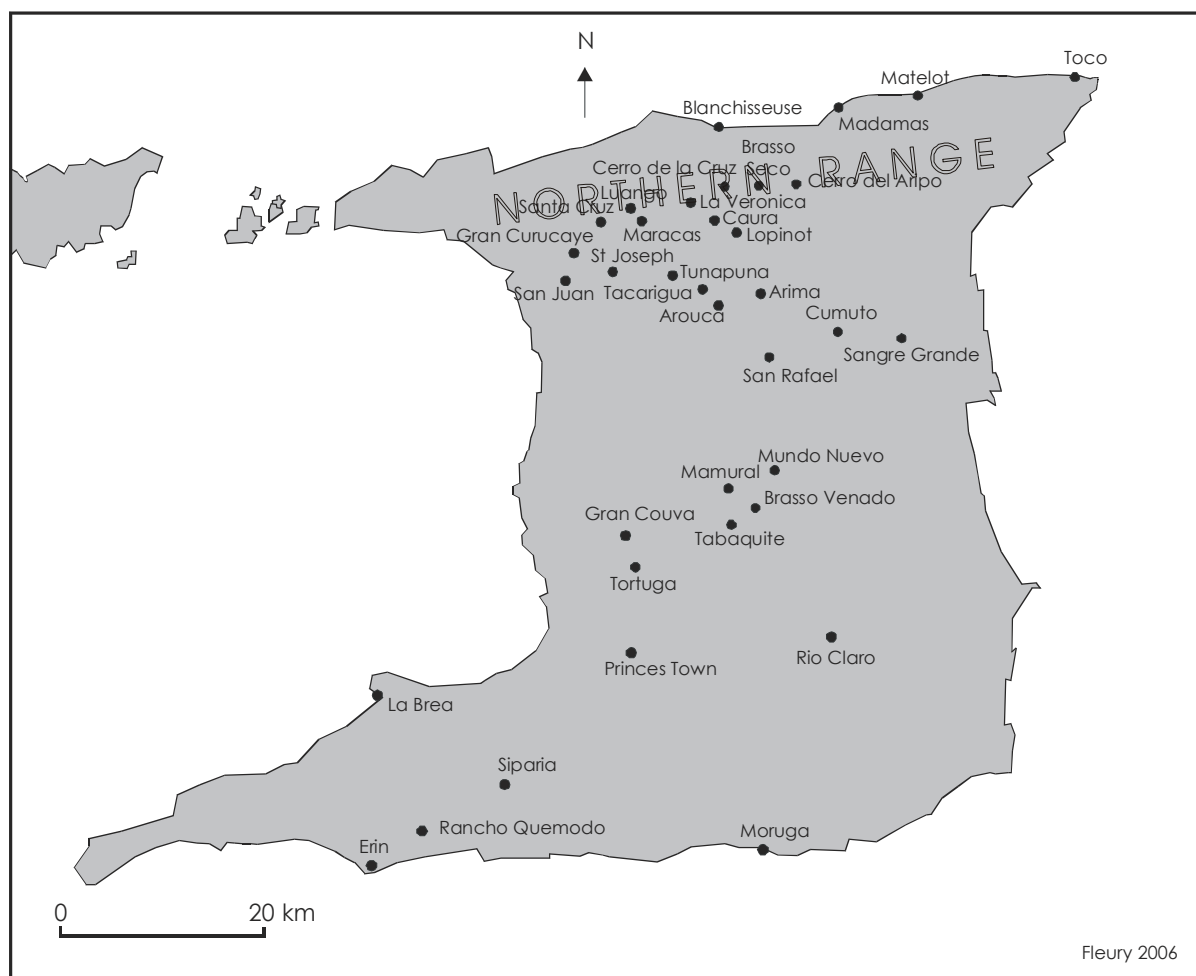 N
Toco
Matelot
Blanchisseuse
Madamas
Brasso
Seco
NORTHERN RANGE
Cerro de la Cruz
Cerro del Aripo
Luango
La Veronica
Santa Cruz
Caura
Gran Curucaye
Maracas
Lopinot
St Joseph
Tunapuna
San Juan
Tacarigua
Arima
Arouca
Cumuto
Sangre Grande
San Rafael
Mundo Nuevo
Mamural
Brasso Venado
Gran Couva
Tabaquite
Tortuga
Rio Claro
Princes Town
La Brea
Siparia
Rancho Quemodo
Moruga
Erin
0 20 km
Fleury 2006